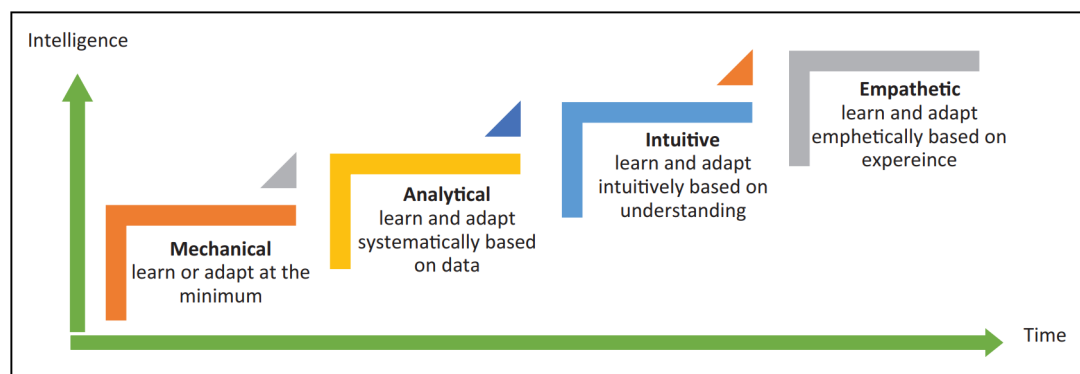 Intelligence
Mechanical
learn or adapt at the
minimum
Analytical
learn and adapt
systematically based
on data
Intuitive
learn and adapt
intuitively based on
understanding
Empathetic
learn and adapt
emphetically based on
expereince
Time